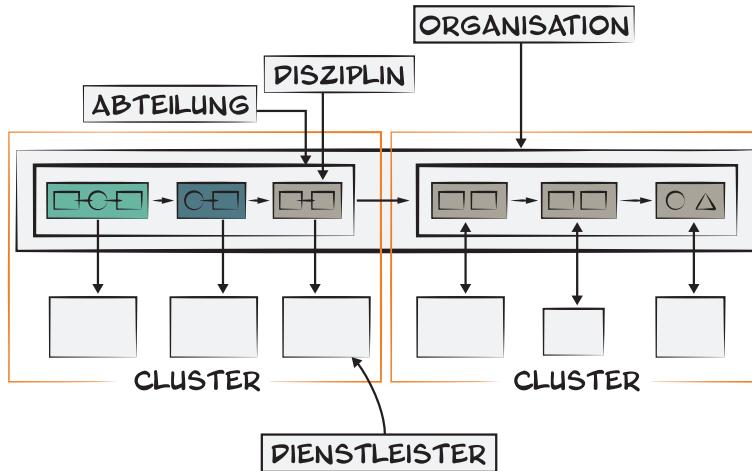 ORGANISATION
DISZIPLIN
ABTEILUNG
CLUSTER
CLUSTER
DIENSTLEISTER